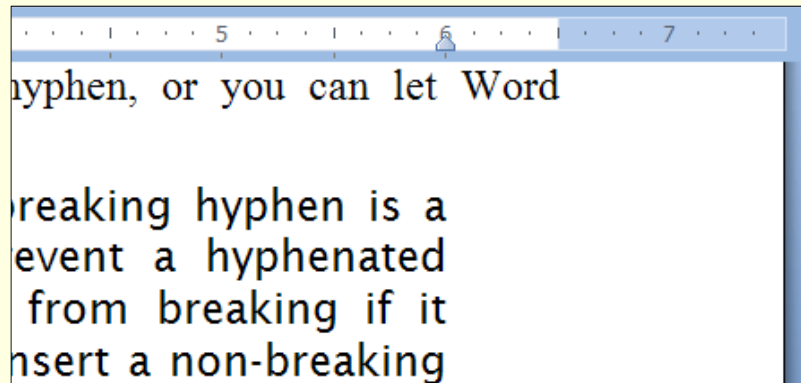 5 6 7
hyphen, or you can let Word
breaking hyphen is a
revent a hyphenated
from breaking if it
nsert a non-breaking